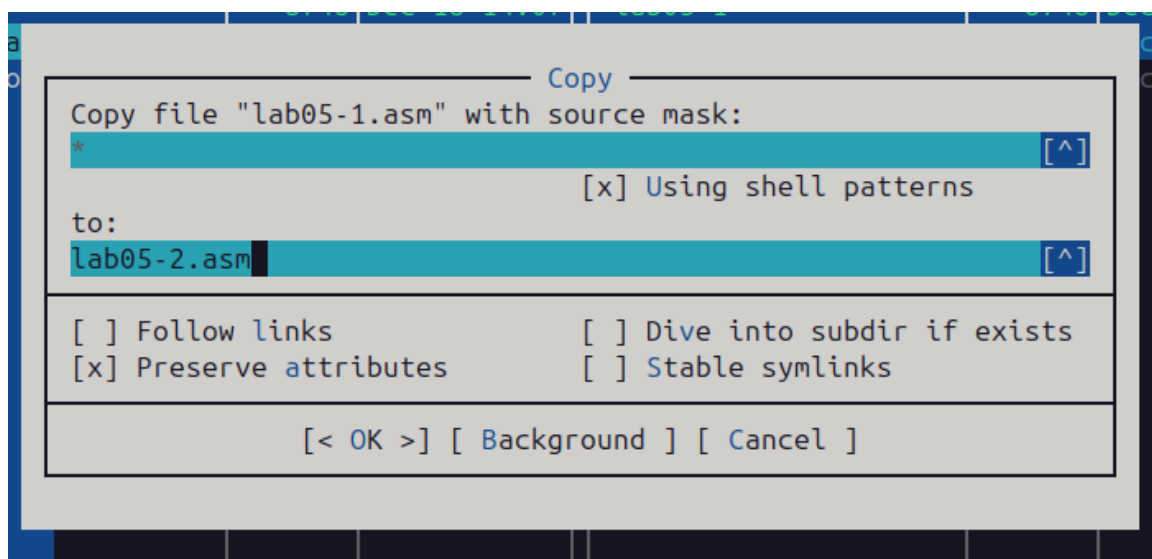 Copy
Copy file "lab05-1.asm" with source mask:
* [^]
[x] Using shell patterns
to:
lab05-2.asm [^]
[ ] Follow links [ ] Dive into subdir if exists
[x] Preserve attributes [ ] Stable symlinks
[< OK >] [ Background ] [ Cancel ]